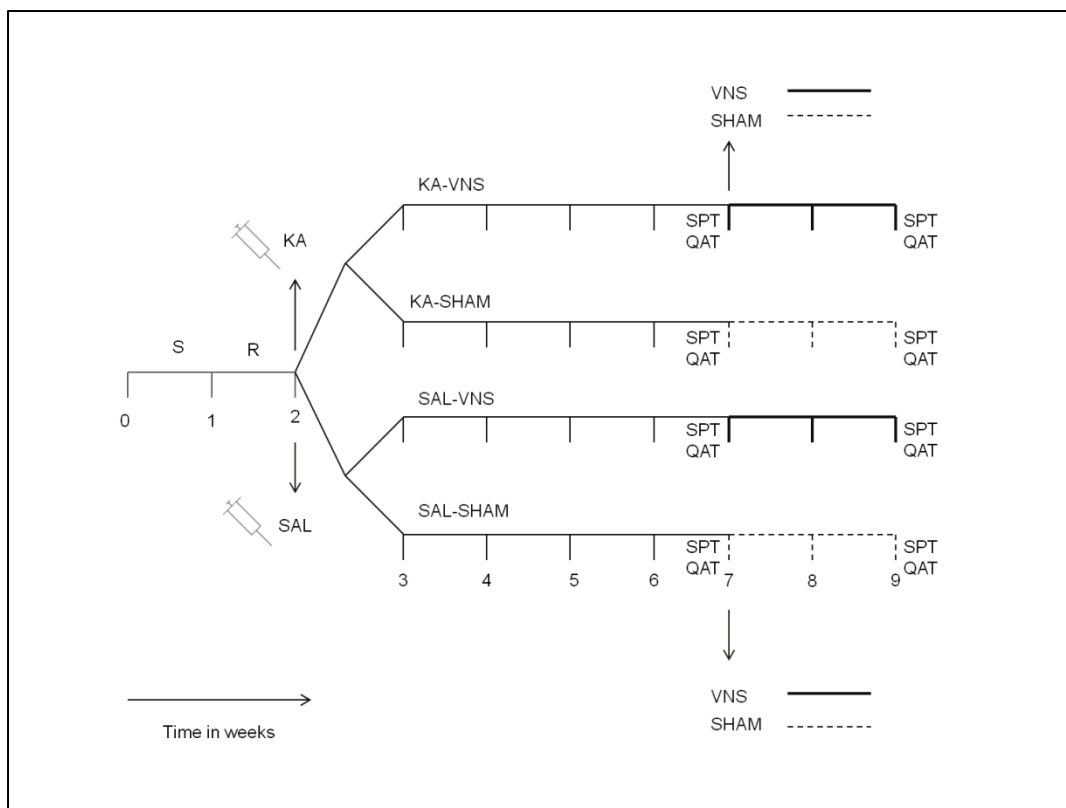 VNS
SHAM
KA-VNS
KA
SPT
QAT
SPT
QAT
KA-SHAM
S
R
SPT
QAT
SPT
QAT
0
1
2
SAL-VNS
SPT
QAT
SPT
QAT
SAL
SAL-SHAM
SPT
QAT
SPT
QAT
3
4
5
6
7
8
9
VNS
SHAM
Time in weeks